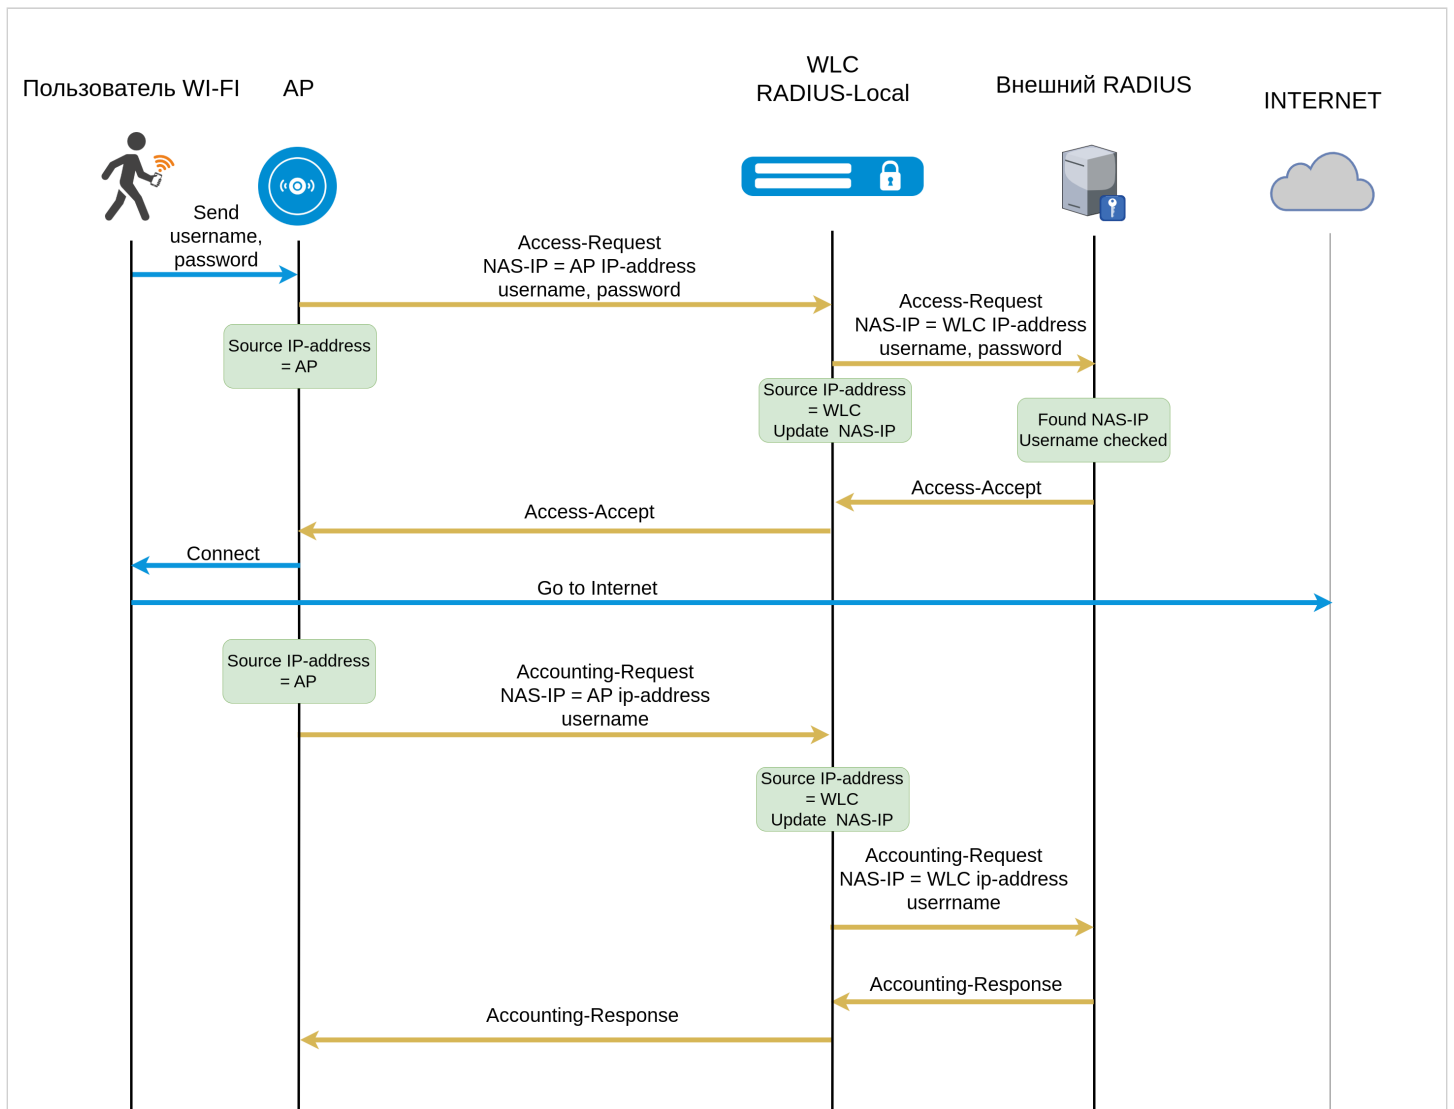 Пользователь WI-FI
AP
WLC
RADIUS-Local
Внешний RADIUS
INTERNET
Send
username,
password
Access-Request
NAS-IP = AP IP-address
username, password
Access-Request
NAS-IP = WLC IP-address
username, password
Source IP-address
= AP
Source IP-address
= WLC
Update  NAS-IP
Found NAS-IP
Username checked
Access-Accept
Access-Accept
Connect
Go to Internet
Source IP-address
= AP
Accounting-Request
NAS-IP = AP ip-address
username
Source IP-address
= WLC
Update  NAS-IP
Accounting-Request
NAS-IP = WLC ip-address
userrname
Accounting-Response
Accounting-Response